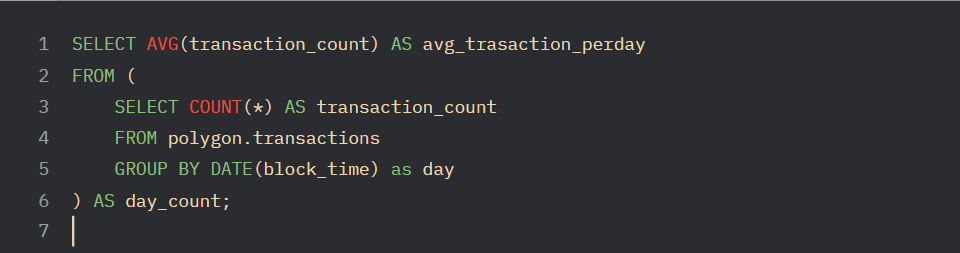 1 SELECT AVG(transaction_count) AS avg_trasaction_perday
2 FROM (
3     SELECT COUNT(*) AS transaction_count
4     FROM polygon.transactions
5     GROUP BY DATE(block_time) as day
6 ) AS day_count;
7